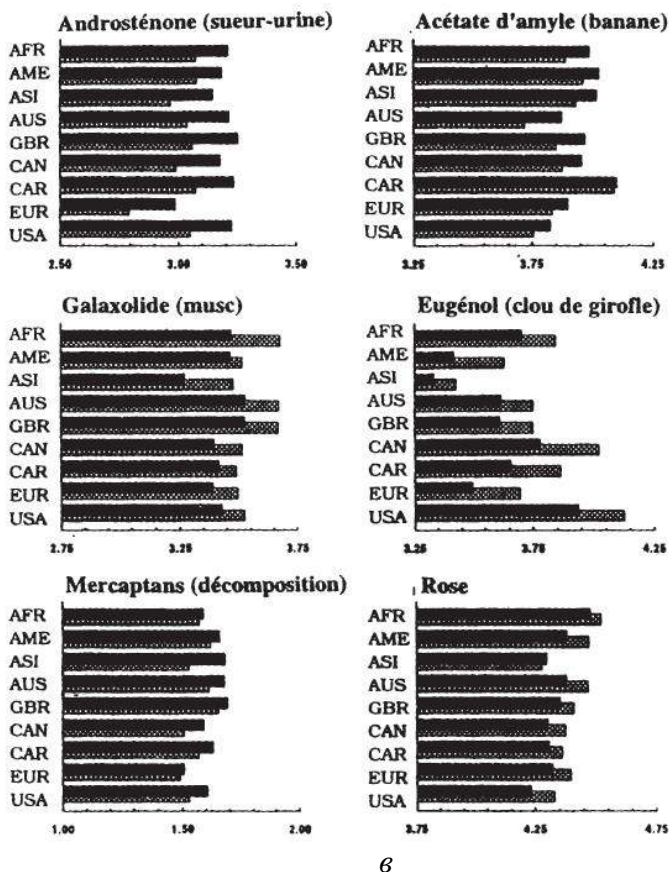 Androsténone (sueur-urine)
AFR
AME
ASI
AUS
GBR
CAN
CAR
EUR
USA
2.50 3.00 3.50
Acétate d'amyle (banane)
AFR
AME
ASI
AUS
GBR
CAN
CAR
EUR
USA
3.25 3.75 4.25
Galaxolide (musc)
AFR
AME
ASI
AUS
GBR
CAN
CAR
EUR
USA
2.75 3.25 3.75
Eugénol (clou de girofle)
AFR
AME
ASI
AUS
GBR
CAN
CAR
EUR
USA
3.25 3.75 4.25
Mercaptans (décomposition)
AFR
AME
ASI
AUS
GBR
CAN
CAR
EUR
USA
1.00 1.50 2.00
Rose
AFR
AME
ASI
AUS
GBR
CAN
CAR
EUR
USA
3.75 4.25 4.75
в